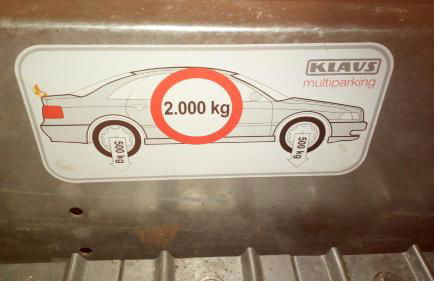 KLAUS
multiparking
2.000 kg
500 kg
500 kg